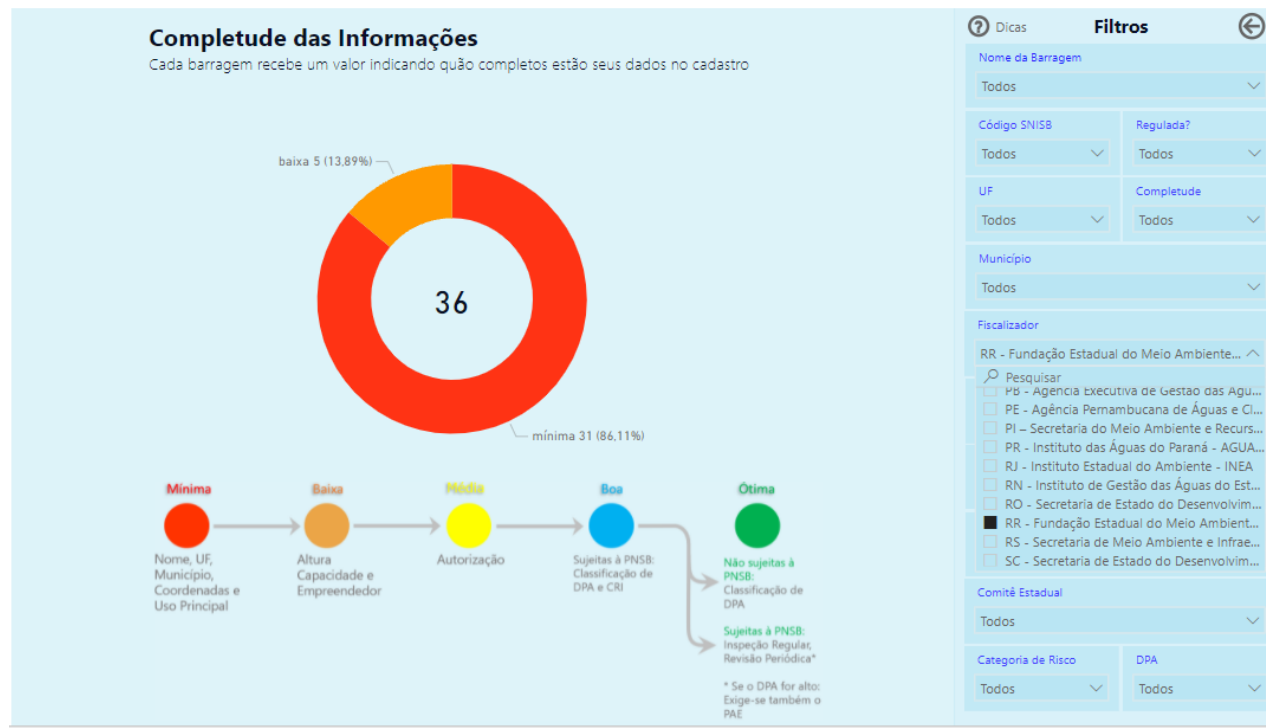 Completude das Informações
Cada barragem recebe um valor indicando quão completos estão seus dados no cadastro
baixa 5 (13,89%)
36
mínima 31 (86,11%)
Mínima
Nome, UF,
Município,
Coordenadas e
Uso Principal
Baixa
Altura
Capacidade e
Empreendedor
Média
Autorização
Boa
Sujeitas à PNSB:
Classificação de
DPA e CRI
Ótima
Não sujeitas à
PNSB:
Classificação de
DPA
Sujeitas à PNSB:
Inspeção Regular,
Revisão Periódica*
* Se o DPA for alto:
Exige-se também o
PAE
? Dicas
Filtros
Nome da Barragem
Todos
Código SNISB
Todos
Regulada?
Todos
UF
Todos
Completude
Todos
Município
Todos
Fiscalizador
RR - Fundação Estadual do Meio Ambiente...
Pesquisar
PB - Agência Executiva de Gestão das Águ...
PE - Agência Pernambucana de Águas e Cl...
PI – Secretaria do Meio Ambiente e Recurs...
PR - Instituto das Águas do Paraná - AGUA...
RJ - Instituto Estadual do Ambiente - INEA
RN - Instituto de Gestão das Águas do Est...
RO - Secretaria de Estado do Desenvolvim...
RR - Fundação Estadual do Meio Ambient...
RS - Secretaria de Meio Ambiente e Infrae...
SC - Secretaria de Estado do Desenvolvim...
Comitê Estadual
Todos
Categoria de Risco
Todos
DPA
Todos